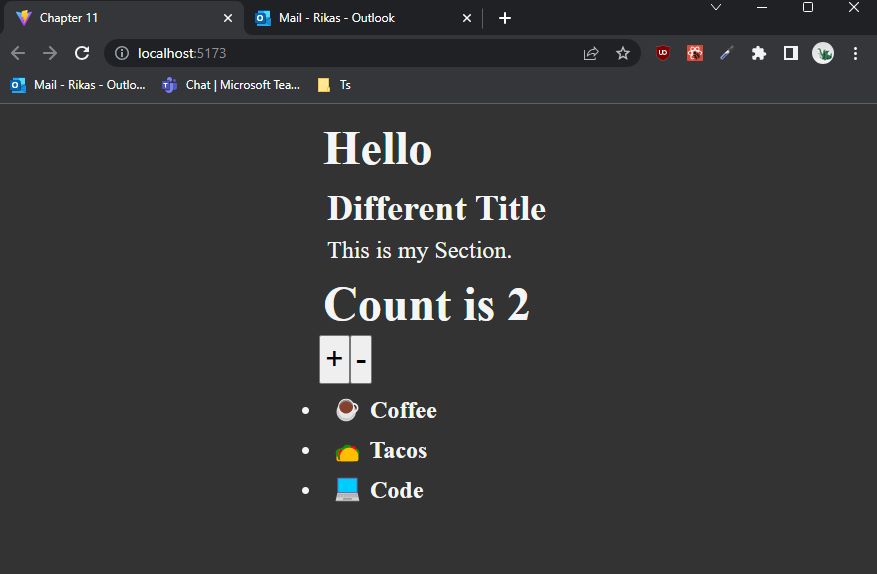 Chapter 11
Mail - Rikas - Outlook
localhost:5173
Mail - Rikas - Outlo...
Chat | Microsoft Tea...
Ts
Hello
Different Title
This is my Section.
Count is 2
+ -
☕ Coffee
🌮 Tacos
💻 Code